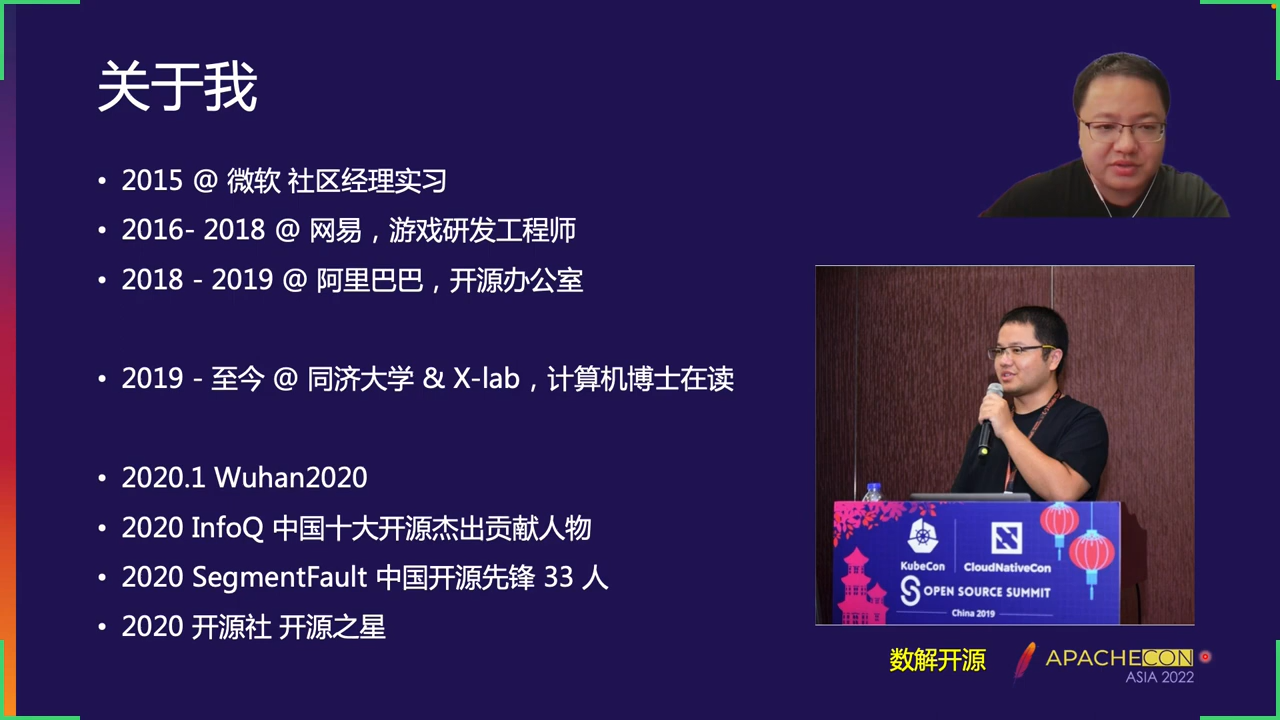 关于我
• 2015 @ 微软 社区经理实习
• 2016- 2018 @ 网易，游戏研发工程师
• 2018 - 2019 @ 阿里巴巴，开源办公室
• 2019 - 至今 @ 同济大学 & X-lab，计算机博士在读
• 2020.1 Wuhan2020
• 2020 InfoQ 中国十大开源杰出贡献人物
• 2020 SegmentFault 中国开源先锋 33 人
• 2020 开源社 开源之星
KubeCon
CloudNativeCon
OPEN SOURCE SUMMIT
China 2019
数解开源
APACHECON
ASIA 2022